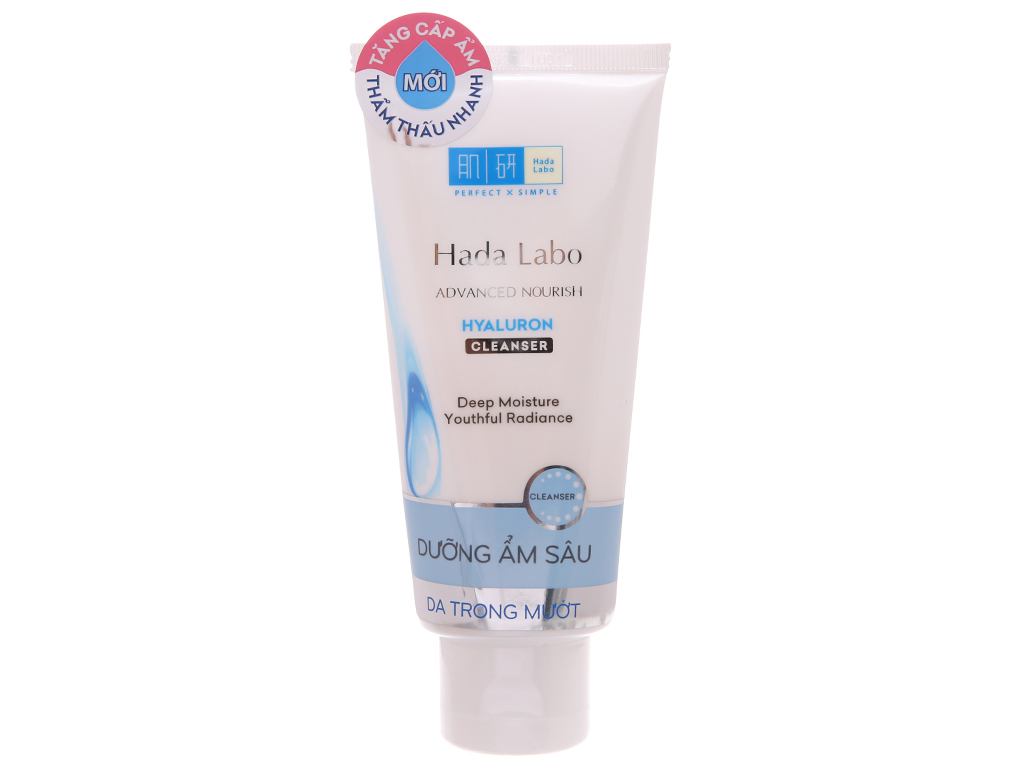 TĂNG CẤP ẨM
MỚI
THẨM THẤU NHANH
肌研
Hada
Labo
PERFECT X SIMPLE
Hada Labo
ADVANCED NOURISH
HYALURON
CLEANSER
Deep Moisture
Youthful Radiance
CLEANSER
DƯỠNG ẨM SÂU
DA TRONG MƯỚT